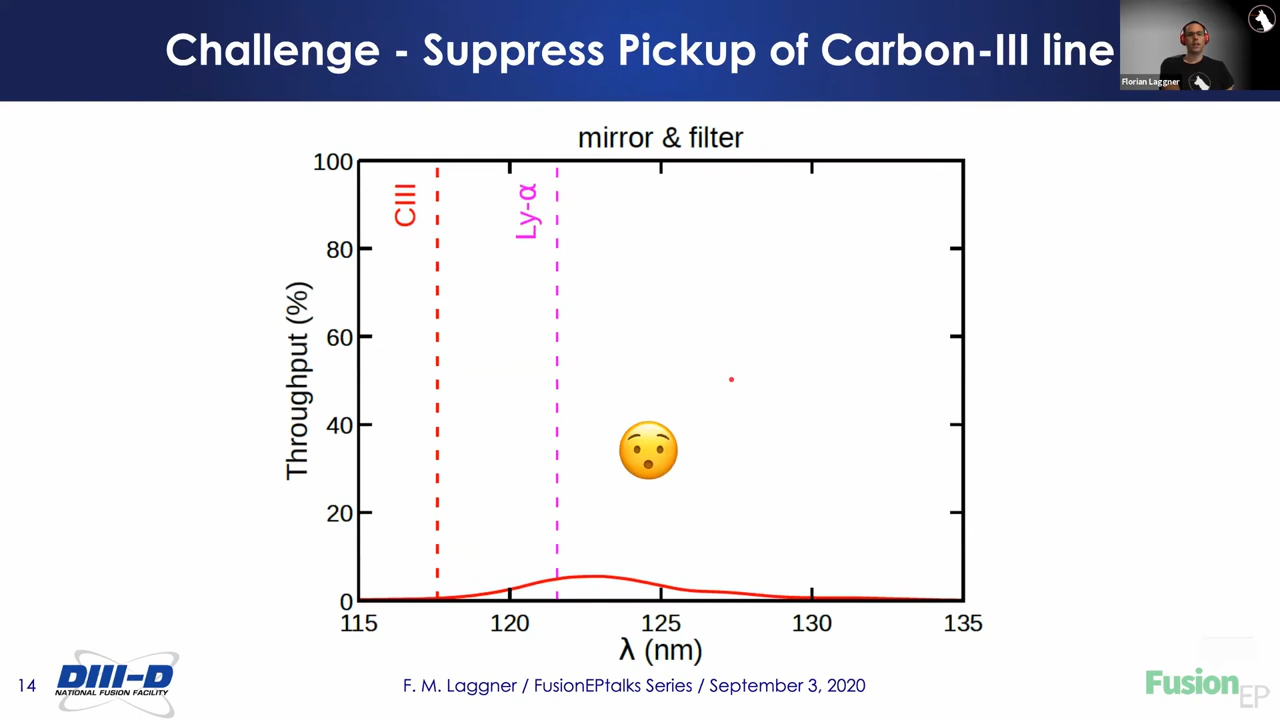 Challenge - Suppress Pickup of Carbon-III line
Florian Laggner
mirror & filter
100
80
60
40
20
0
Throughput (%)
CIII
Ly-α
115
120
125
130
135
λ (nm)
14
DIII-D
NATIONAL FUSION FACILITY
F. M. Laggner / FusionEPtalks Series / September 3, 2020
FusionEP